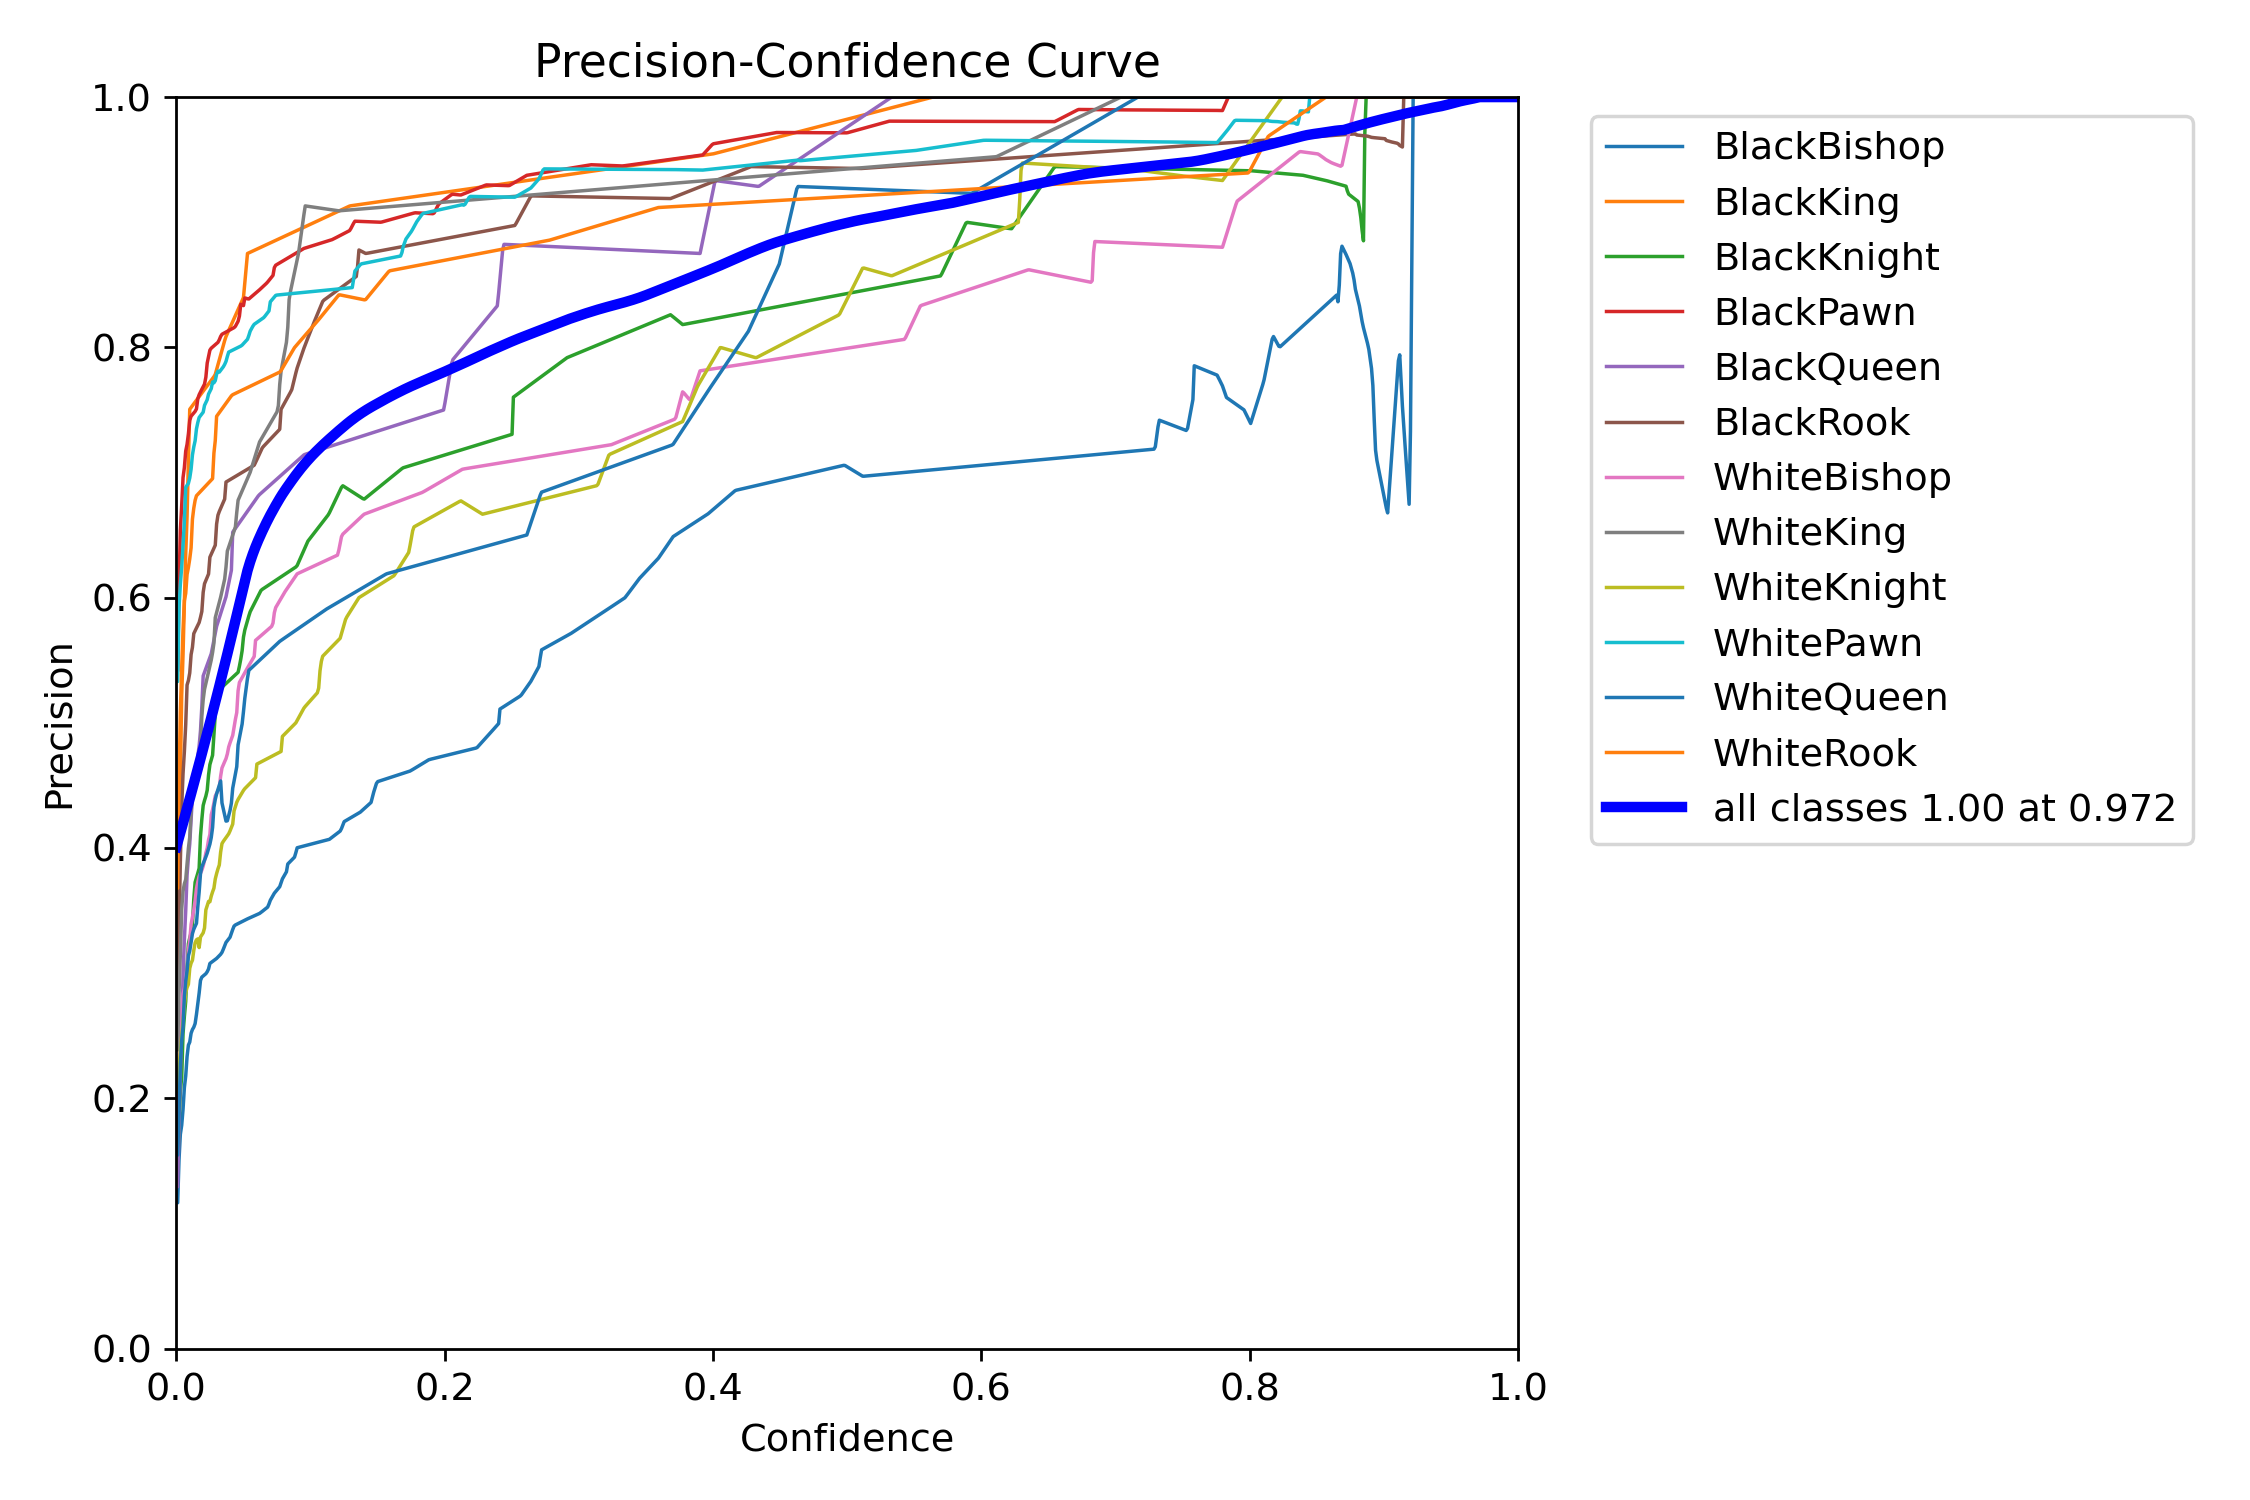 Precision-Confidence Curve
1.0
0.8
0.6
0.4
0.2
0.0
Precision
0.0 0.2 0.4 0.6 0.8 1.0
Confidence
BlackBishop
BlackKing
BlackKnight
BlackPawn
BlackQueen
BlackRook
WhiteBishop
WhiteKing
WhiteKnight
WhitePawn
WhiteQueen
WhiteRook
all classes 1.00 at 0.972